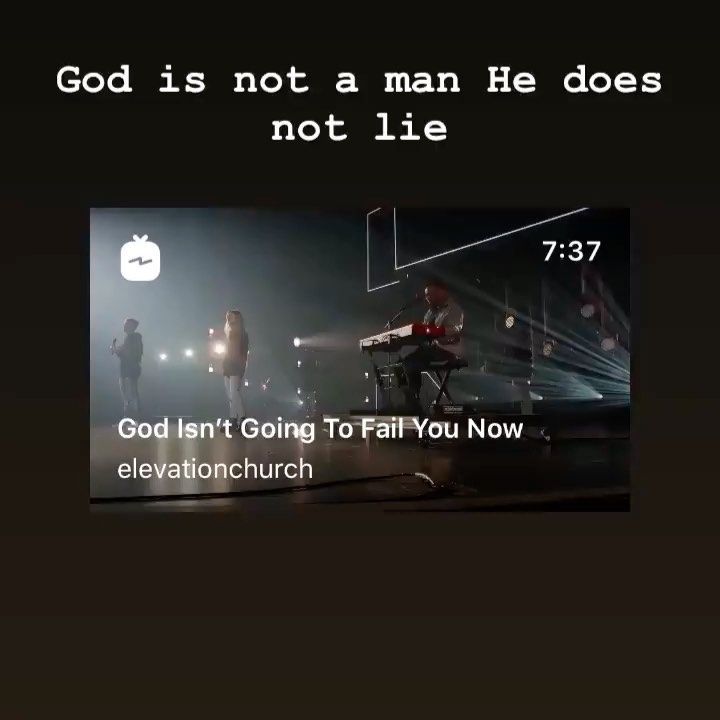 God is not a man He does
not lie
7:37
God Isn't Going To Fail You Now
elevationchurch